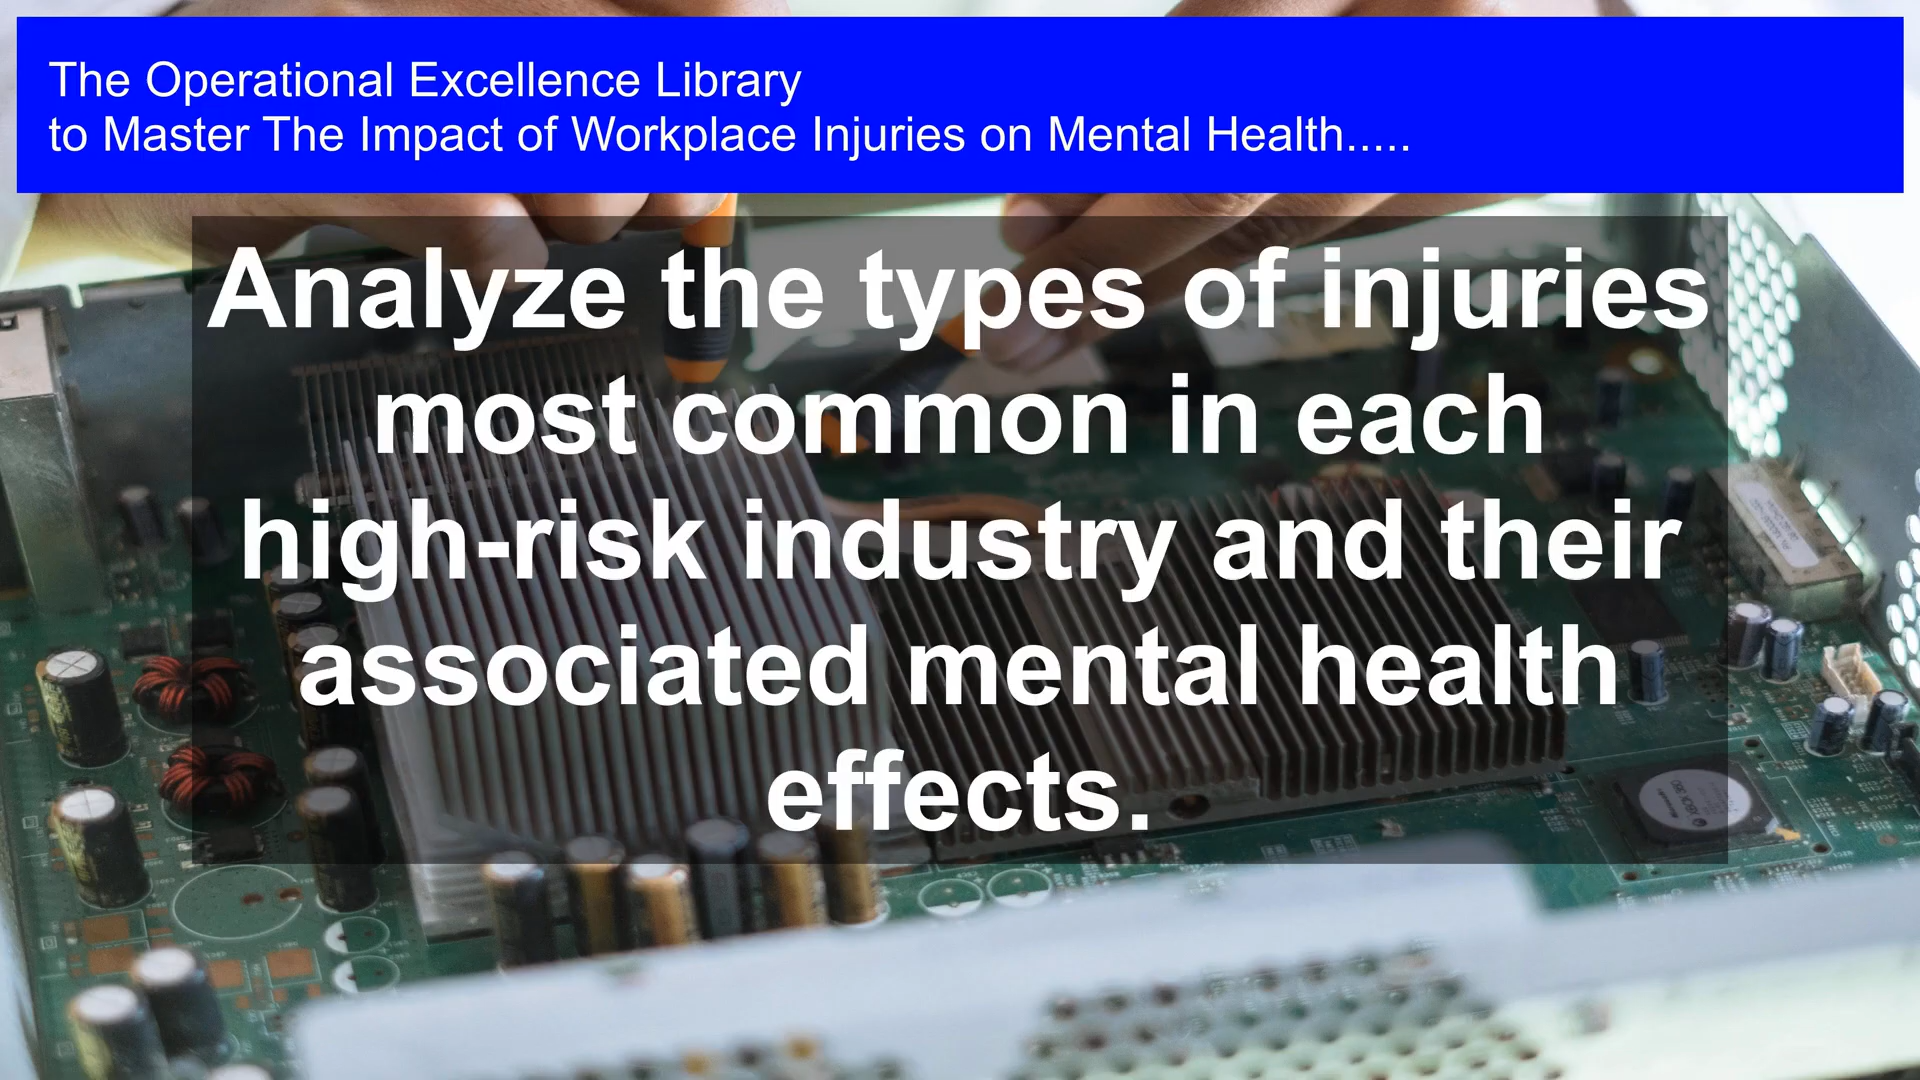 The Operational Excellence Library
to Master The Impact of Workplace Injuries on Mental Health.....
Analyze the types of injuries
most common in each
high-risk industry and their
associated mental health
effects.